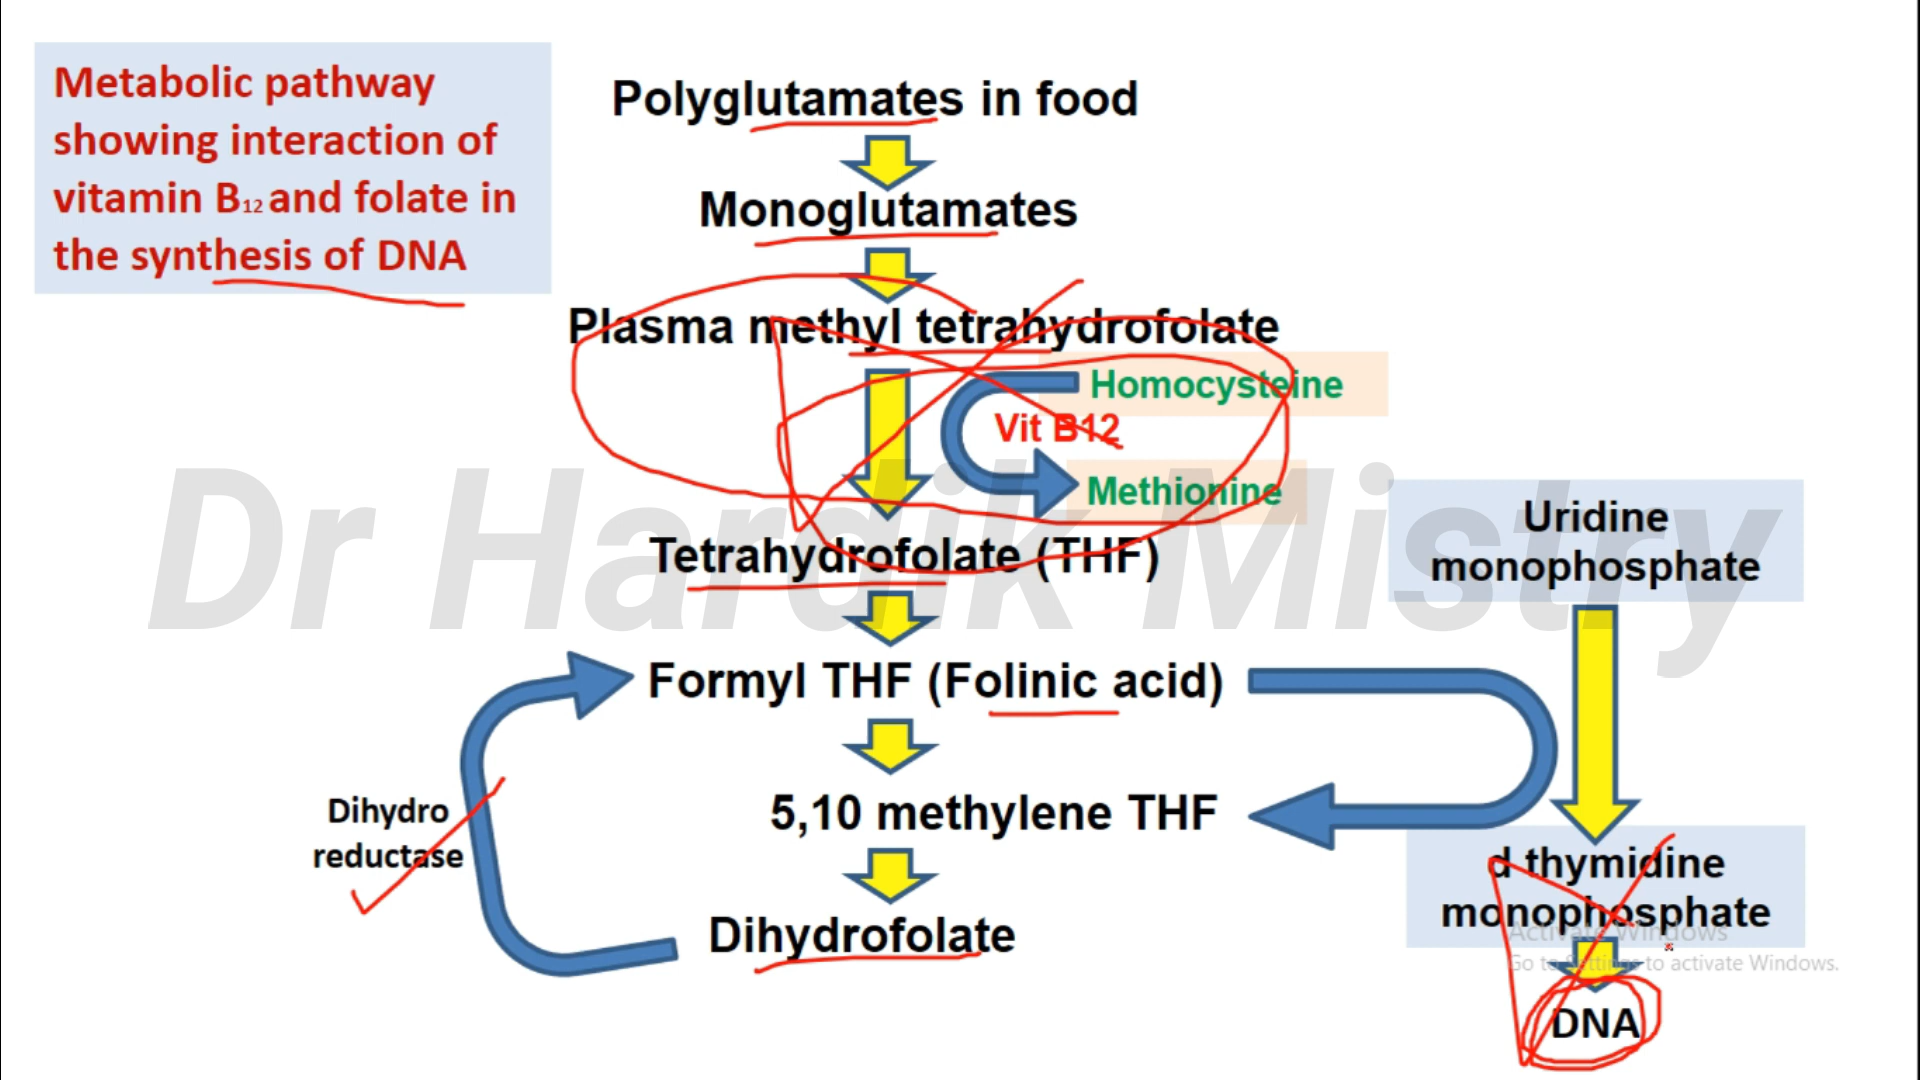 Metabolic pathway
showing interaction of
vitamin B12 and folate in
the synthesis of DNA
Polyglutamates in food
Monoglutamates
Plasma methyl tetrahydrofolate
Homocysteine
Vit B12
Methionine
Tetrahydrofolate (THF)
Uridine
monophosphate
Formyl THF (Folinic acid)
5,10 methylene THF
Dihydro
reductase
Dihydrofolate
d thymidine
monophosphate
DNA
Dr Hardik Mistry
Activate Windows
Go to Settings to activate Windows.